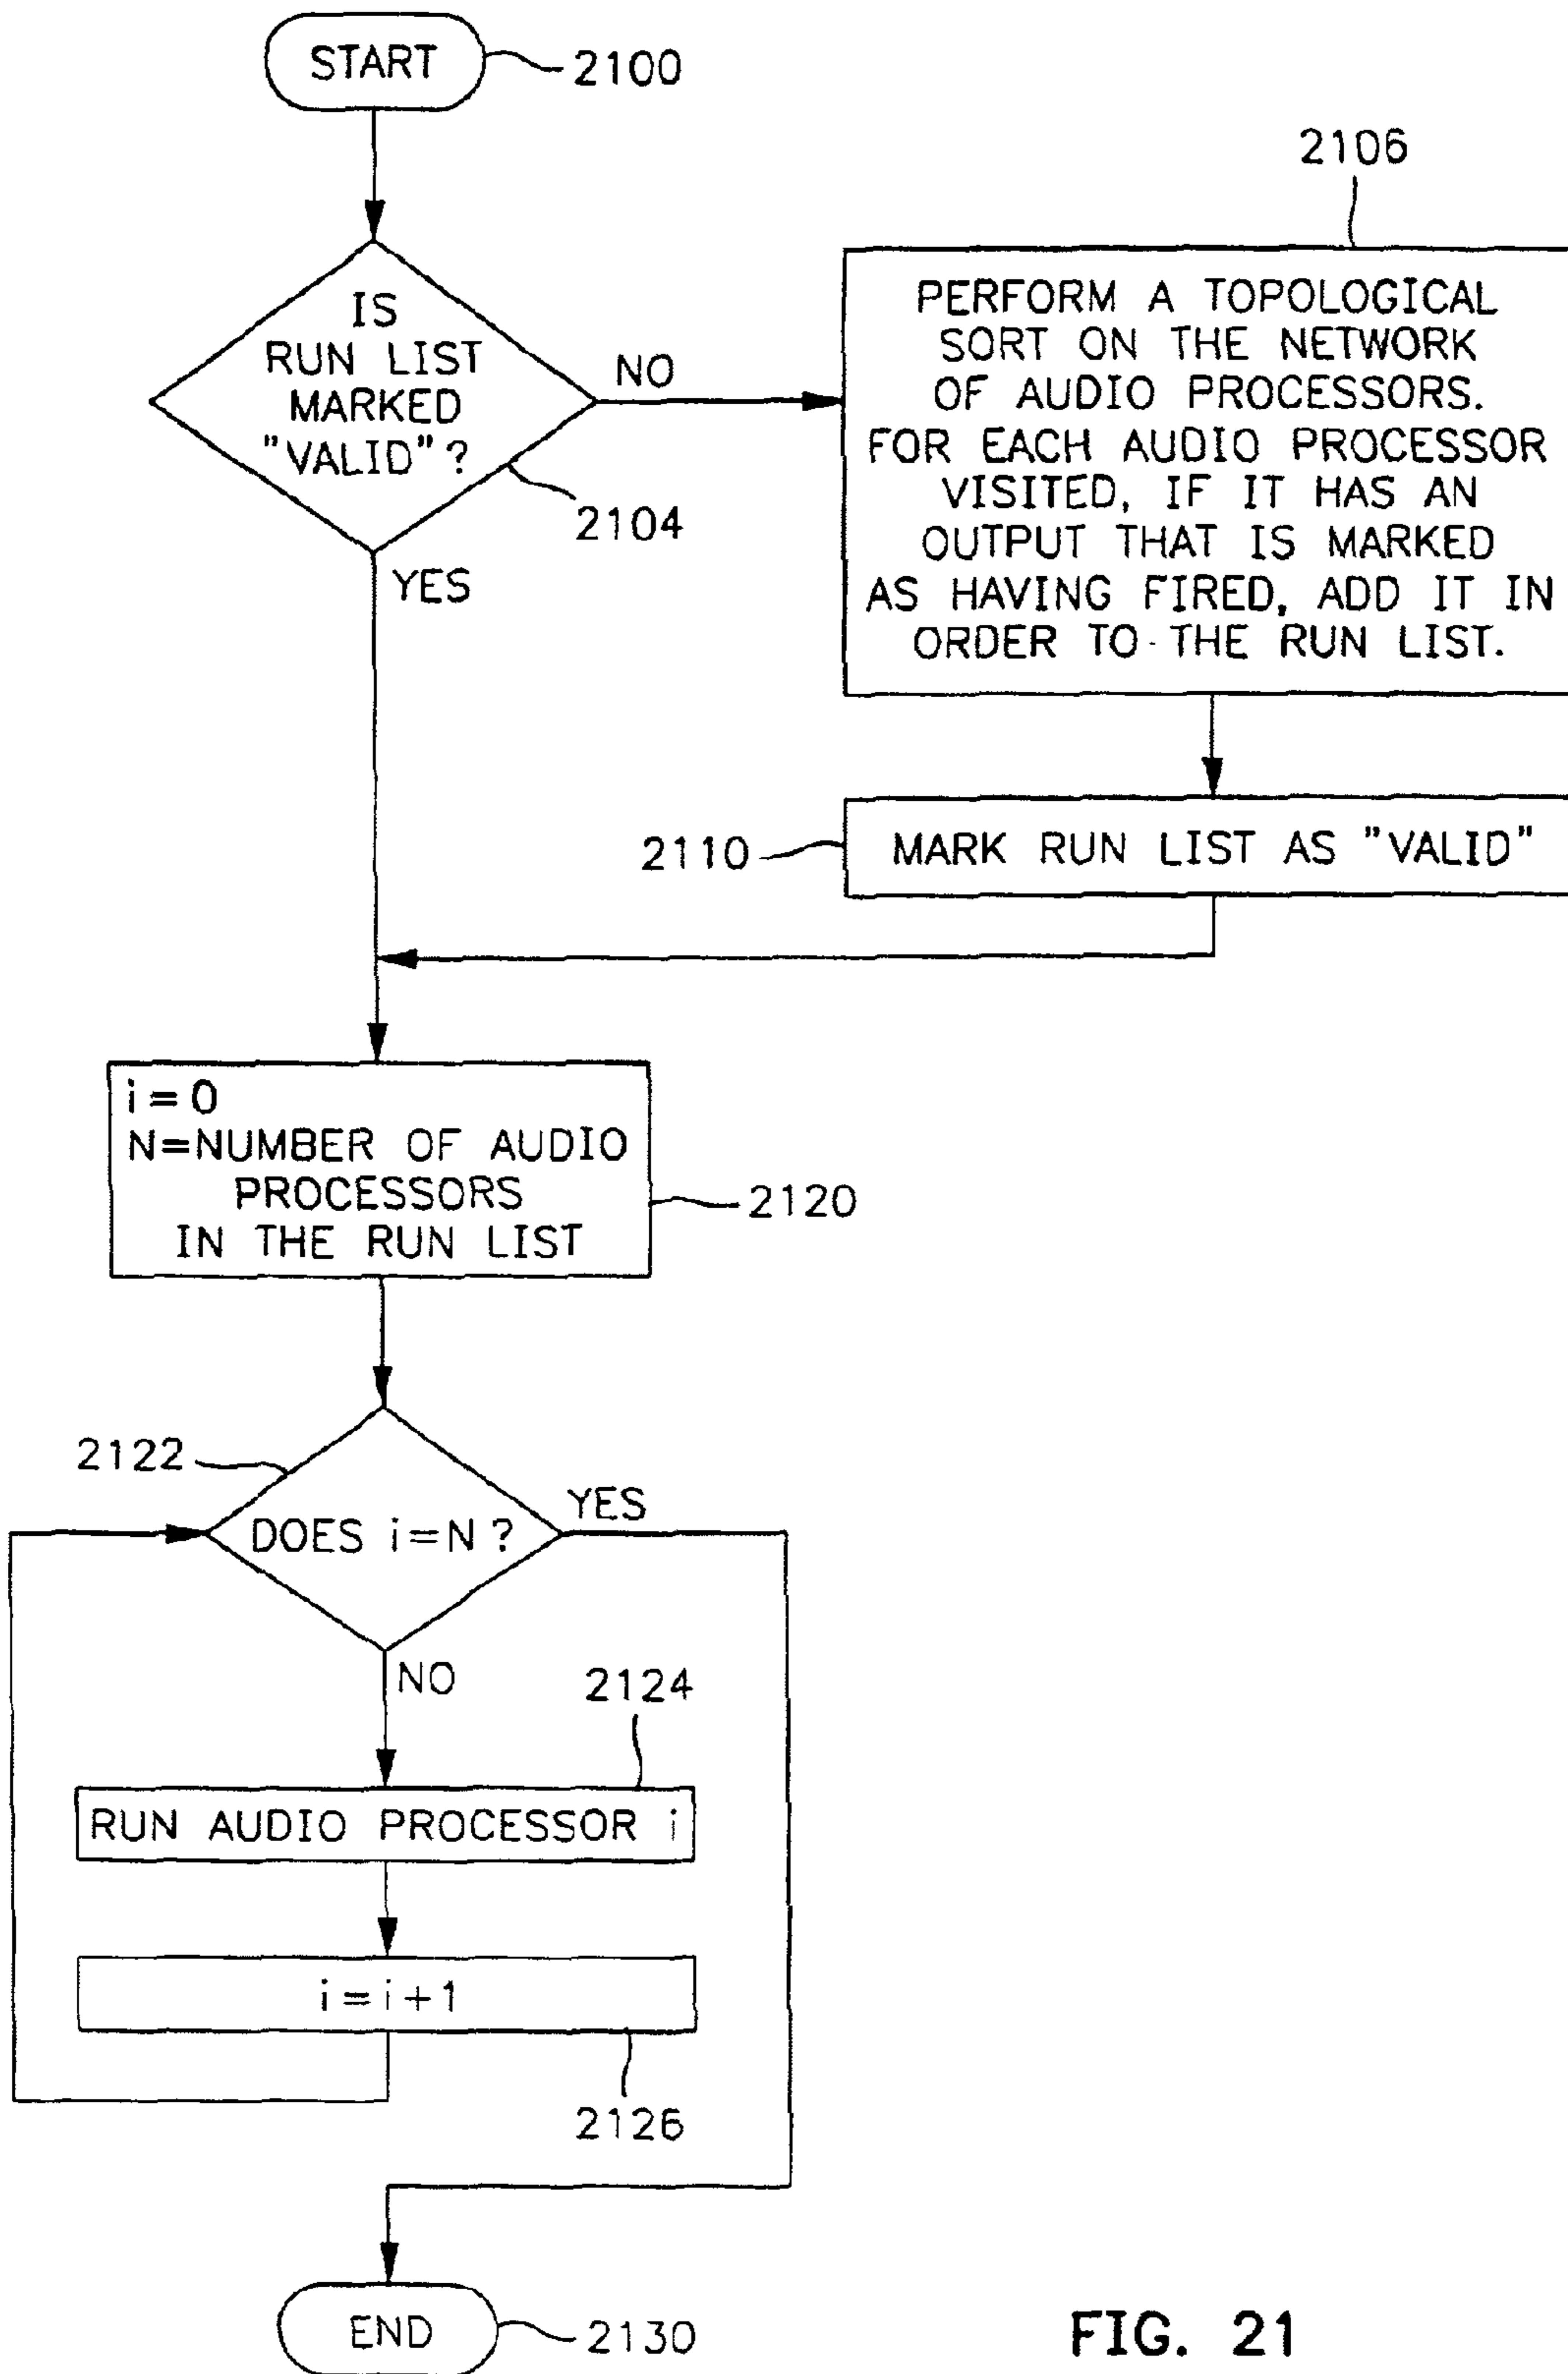 START
2100
2106
IS
RUN LIST
MARKED
"VALID"?
NO
2104
YES
PERFORM A TOPOLOGICAL
SORT ON THE NETWORK
OF AUDIO PROCESSORS.
FOR EACH AUDIO PROCESSOR
VISITED, IF IT HAS AN
OUTPUT THAT IS MARKED
AS HAVING FIRED, ADD IT IN
ORDER TO THE RUN LIST.
2110
MARK RUN LIST AS "VALID"
i=0
N=NUMBER OF AUDIO
PROCESSORS
IN THE RUN LIST
2120
2122
DOES i=N?
YES
NO
2124
RUN AUDIO PROCESSOR i
i=i+1
2126
END
2130
FIG. 21